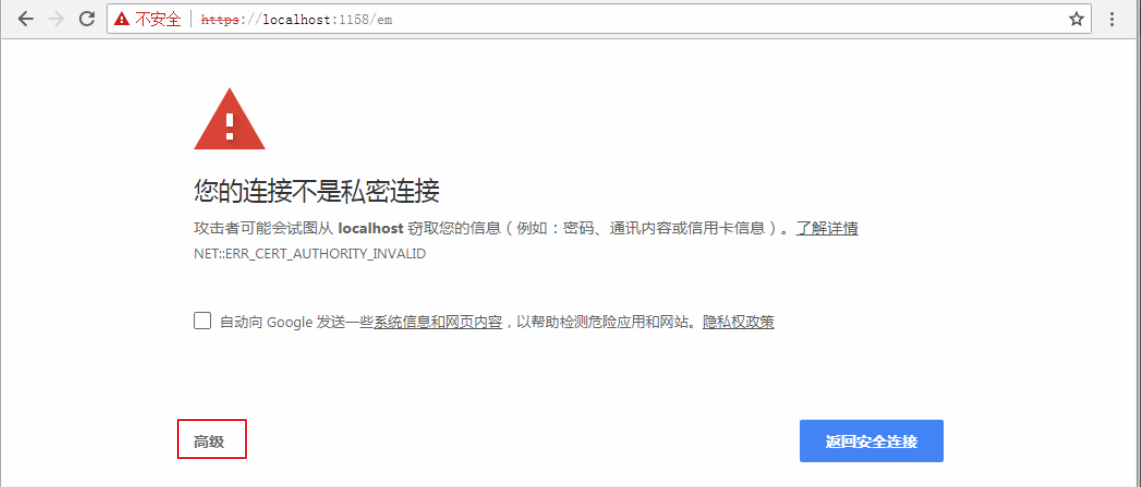 不安全 https://localhost:1158/em
您的连接不是私密连接
攻击者可能会试图从 localhost 窃取您的信息（例如：密码、通讯内容或信用卡信息）。了解详情
NET::ERR_CERT_AUTHORITY_INVALID
自动向 Google 发送一些系统信息和网页内容，以帮助检测危险应用和网站。隐私权政策
高级
返回安全连接